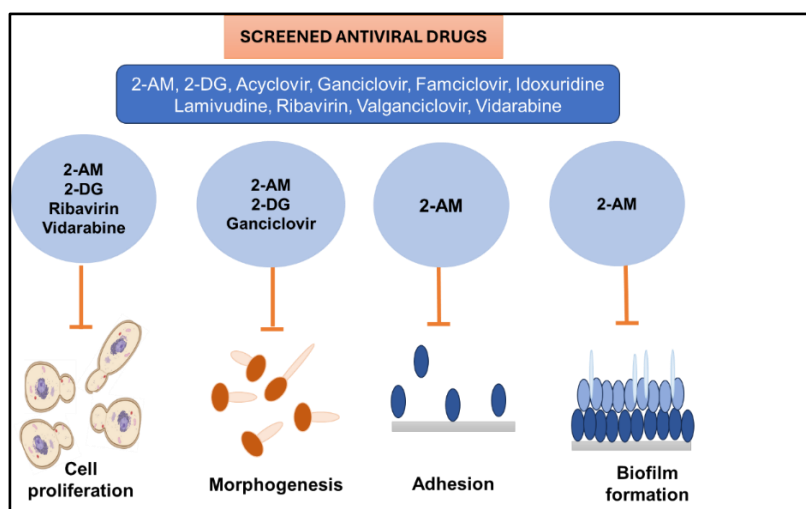 SCREENED ANTIVIRAL DRUGS
2-AM, 2-DG, Acyclovir, Ganciclovir, Famciclovir, Idoxuridine
Lamivudine, Ribavirin, Valganciclovir, Vidarabine
2-AM
2-DG
Ribavirin
Vidarabine
2-AM
2-DG
Ganciclovir
2-AM
2-AM
Cell
proliferation
Morphogenesis
Adhesion
Biofilm
formation